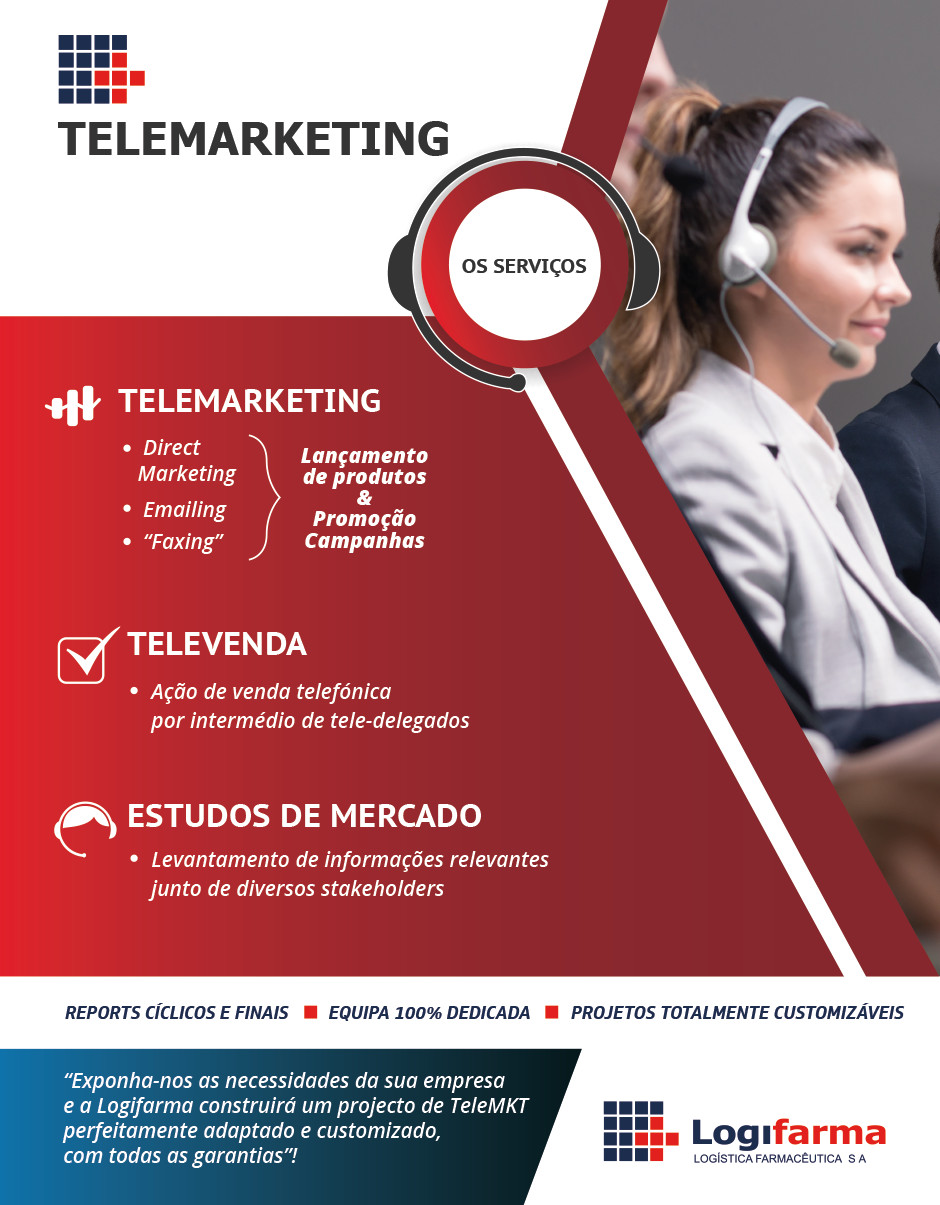 TELEMARKETING
OS SERVIÇOS
TELEMARKETING
• Direct
Marketing
• Emailing
• “Faxing”
Lançamento
de produtos
&
Promoção
Campanhas
TELEVENDA
• Ação de venda telefónica
por intermédio de tele-delegados
ESTUDOS DE MERCADO
• Levantamento de informações relevantes
junto de diversos stakeholders
REPORTS CÍCLICOS E FINAIS ■ EQUIPA 100% DEDICADA ■ PROJETOS TOTALMENTE CUSTOMIZÁVEIS
“Exponha-nos as necessidades da sua empresa
e a Logifarma construirá um projecto de TeleMKT
perfeitamente adaptado e customizado,
com todas as garantias”!
Logifarma
LOGÍSTICA FARMACÊUTICA S A